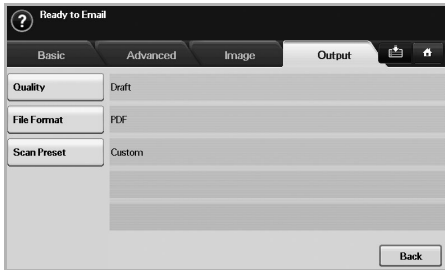 Ready to Email
Basic Advanced Image Output
Quality Draft
File Format PDF
Scan Preset Custom
Back